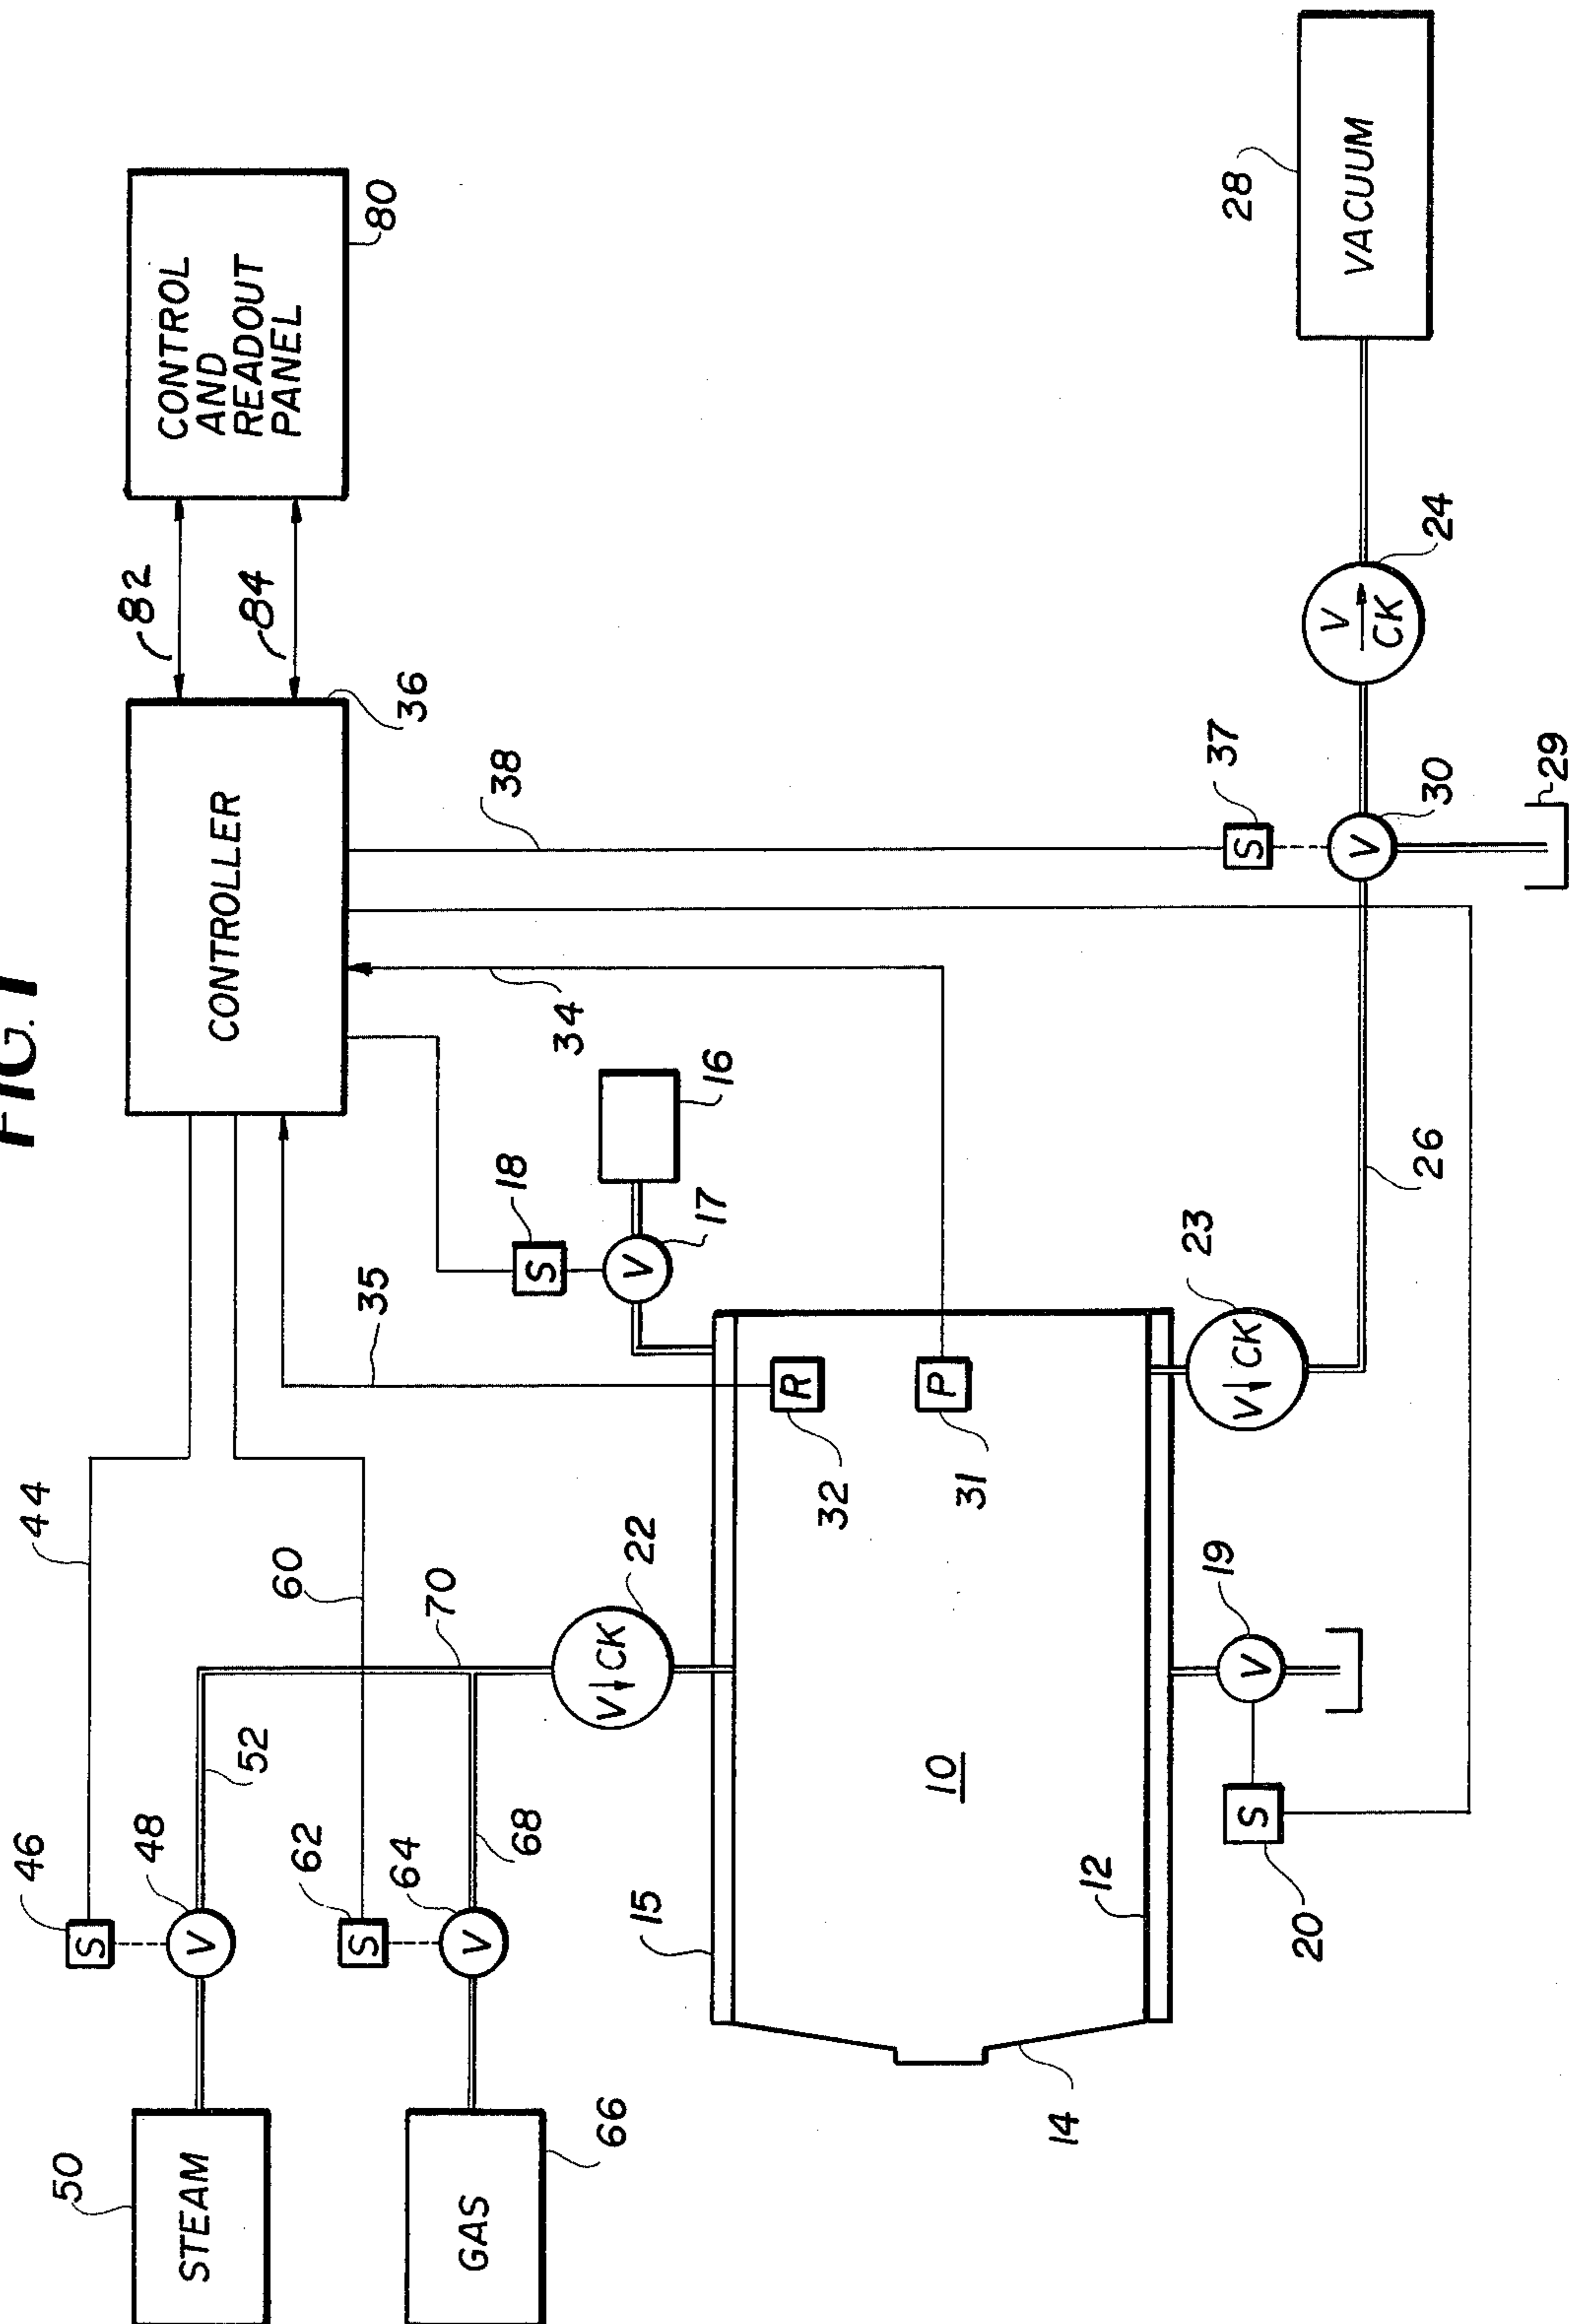 FIG. 1
STEAM
50
S
46
44
V
48
52
GAS
66
S
62
60
V
64
68
70
V CK
22
CONTROLLER
36
82
84
CONTROL
AND
READOUT
PANEL
80
35
S
18
V
17
16
34
38
15
14
10
12
R
32
P
31
V
19
S
20
V CK
23
26
S
37
V
30
29
V
CK
24
VACUUM
28